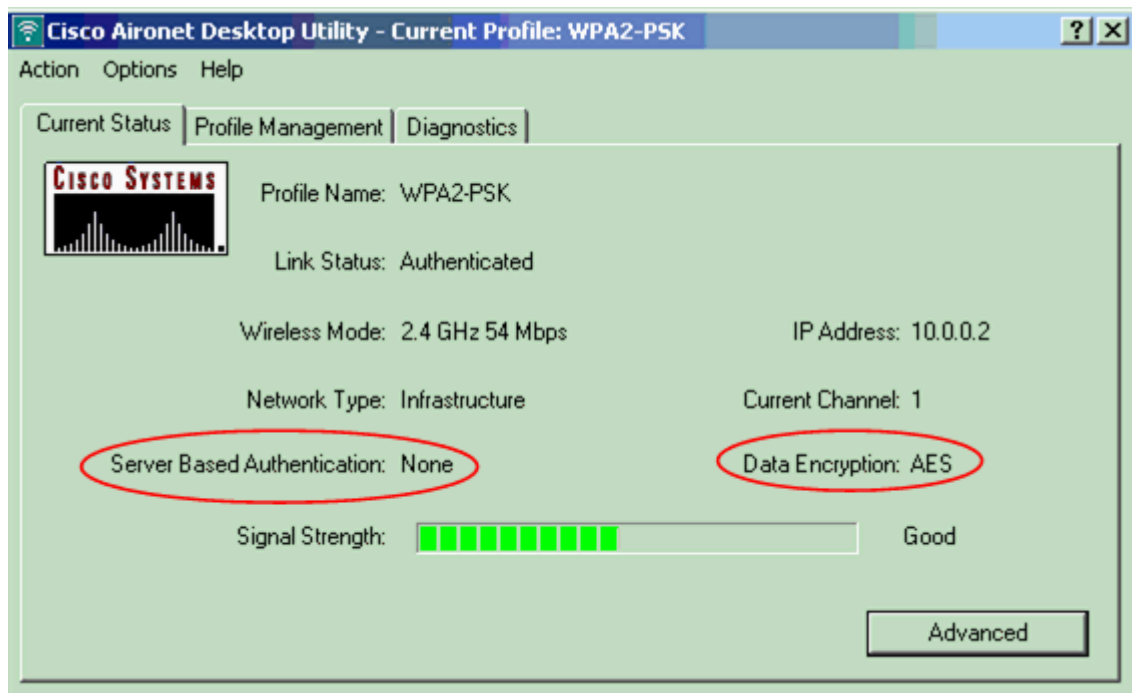 Cisco Aironet Desktop Utility - Current Profile: WPA2-PSK
? ×
Action Options Help
Current Status Profile Management Diagnostics
CISCO SYSTEMS
Profile Name: WPA2-PSK
Link Status: Authenticated
Wireless Mode: 2.4 GHz 54 Mbps IP Address: 10.0.0.2
Network Type: Infrastructure Current Channel: 1
Server Based Authentication: None Data Encryption: AES
Signal Strength: Good
Advanced